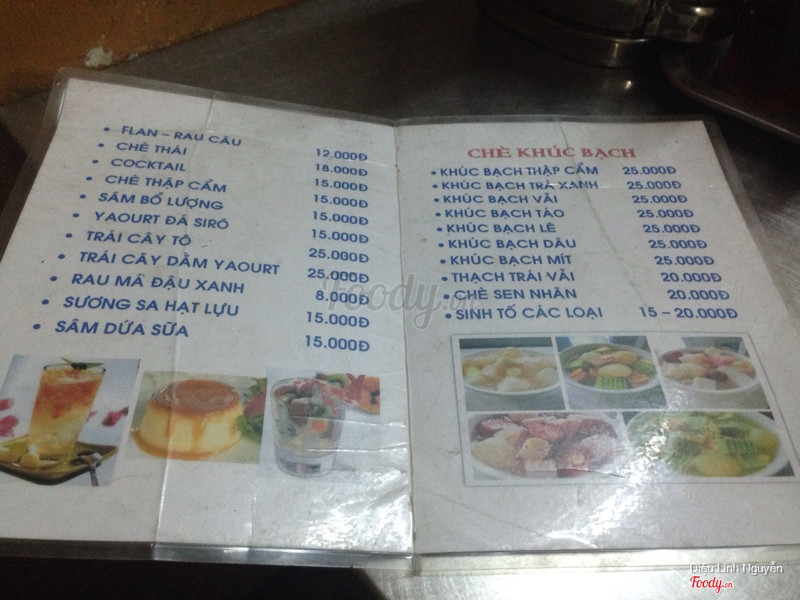 • FLAN – RAU CÂU 12.000Đ
• CHÈ THÁI 18.000Đ
• COCKTAIL 15.000Đ
• CHÈ THẬP CẨM 15.000Đ
• SÂM BỔ LƯỢNG 15.000Đ
• YAOURT ĐÁ SIRÔ 15.000Đ
• TRÁI CÂY TÔ 25.000Đ
• TRÁI CÂY DẦM YAOURT 25.000Đ
• RAU MÁ ĐẬU XANH 8.000Đ
• SƯƠNG SA HẠT LỰU 15.000Đ
• SÂM DỨA SỮA 15.000Đ
CHÈ KHÚC BẠCH
• KHÚC BẠCH THẬP CẨM 25.000Đ
• KHÚC BẠCH TRÀ XANH 25.000Đ
• KHÚC BẠCH VẢI 25.000Đ
• KHÚC BẠCH TÁO 25.000Đ
• KHÚC BẠCH LÊ 25.000Đ
• KHÚC BẠCH DÂU 25.000Đ
• KHÚC BẠCH MÍT 25.000Đ
• THẠCH TRÁI VẢI 20.000Đ
• CHÈ SEN NHÃN 20.000Đ
• SINH TỐ CÁC LOẠI 15 – 20.000Đ
Foody.vn
Diệu Linh Nguyễn
Foody.vn